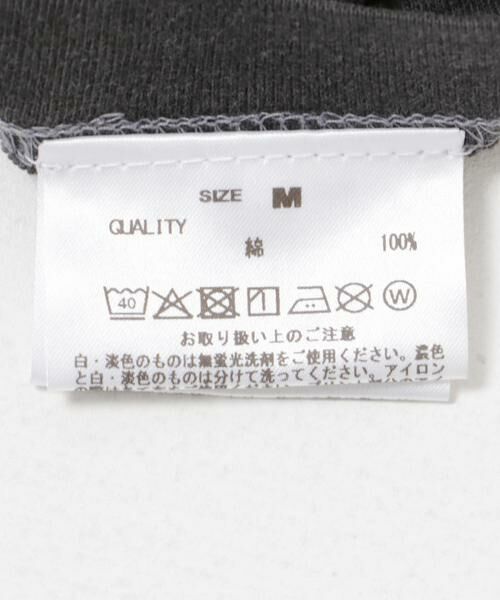 SIZE M
QUALITY
綿 100%
40 W
お取り扱い上のご注意
白・淡色のものは無蛍光洗剤をご使用ください。濃色
と白・淡色のものは分けて洗ってください。アイロン